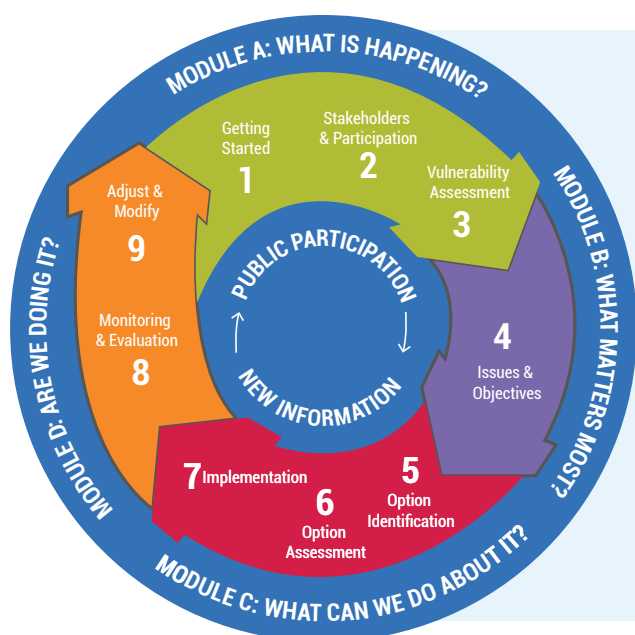 MODULE A: WHAT IS HAPPENING?
Getting
Started
1
Stakeholders
& Participation
2
Vulnerability
Assessment
3
MODULE B: WHAT MATTERS MOST?
4
Issues &
Objectives
MODULE C: WHAT CAN WE DO ABOUT IT?
5
Option
Identification
6
Option
Assessment
7 Implementation
MODULE D: ARE WE DOING IT?
Monitoring
& Evaluation
8
Adjust &
Modify
9
PUBLIC PARTICIPATION
NEW INFORMATION